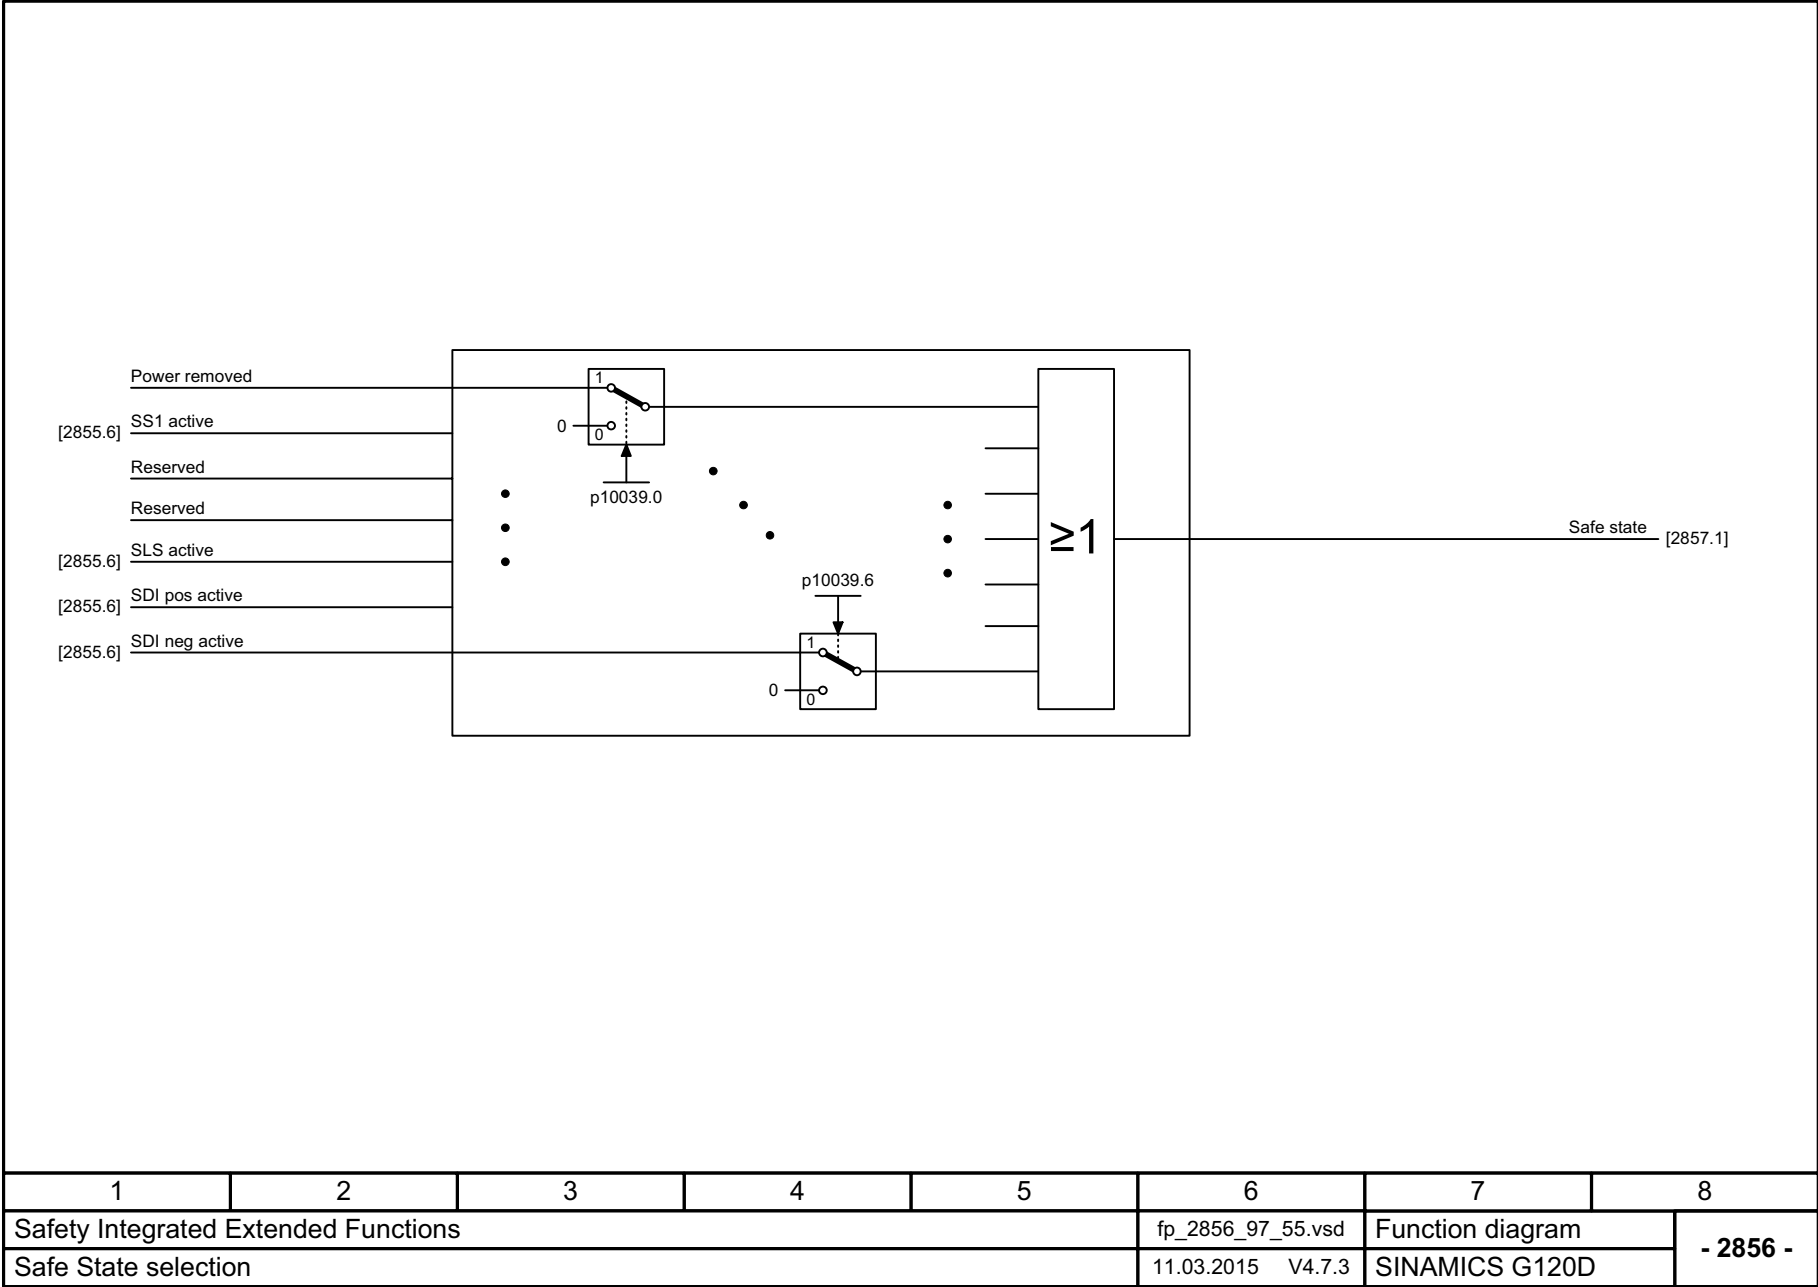 Power removed
[2855.6] SS1 active
Reserved
Reserved
[2855.6] SLS active
[2855.6] SDI pos active
[2855.6] SDI neg active
1
0
0
p10039.0
p10039.6
1
0
0
≥1
Safe state [2857.1]
1 2 3 4 5 6 7 8
Safety Integrated Extended Functions fp_2856_97_55.vsd Function diagram
- 2856 -
Safe State selection 11.03.2015 V4.7.3 SINAMICS G120D